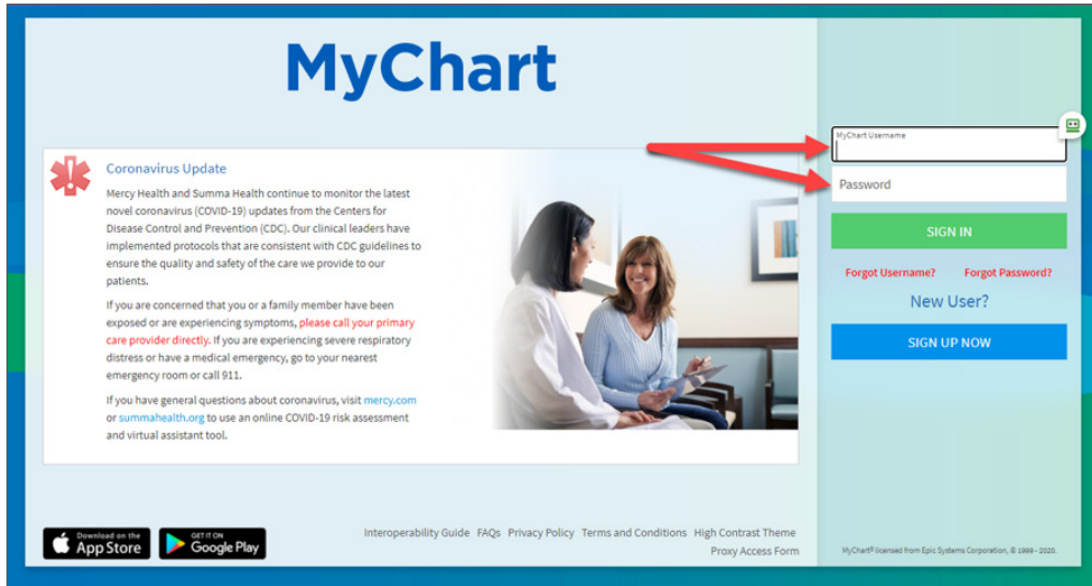 MyChart
Coronavirus Update
Mercy Health and Summa Health continue to monitor the latest
novel coronavirus (COVID-19) updates from the Centers for
Disease Control and Prevention (CDC). Our clinical leaders have
implemented protocols that are consistent with CDC guidelines to
ensure the quality and safety of the care we provide to our
patients.
If you are concerned that you or a family member have been
exposed or are experiencing symptoms, please call your primary
care provider directly. If you are experiencing severe respiratory
distress or have a medical emergency, go to your nearest
emergency room or call 911.
If you have general questions about coronavirus, visit mercy.com
or summahealth.org to use an online COVID-19 risk assessment
and virtual assistant tool.
MyChart Username
Password
SIGN IN
Forgot Username? Forgot Password?
New User?
SIGN UP NOW
Download on the
App Store
GET IT ON
Google Play
Interoperability Guide FAQs Privacy Policy Terms and Conditions High Contrast Theme
Proxy Access Form
MyChart® licensed from Epic Systems Corporation, © 1999 - 2020.